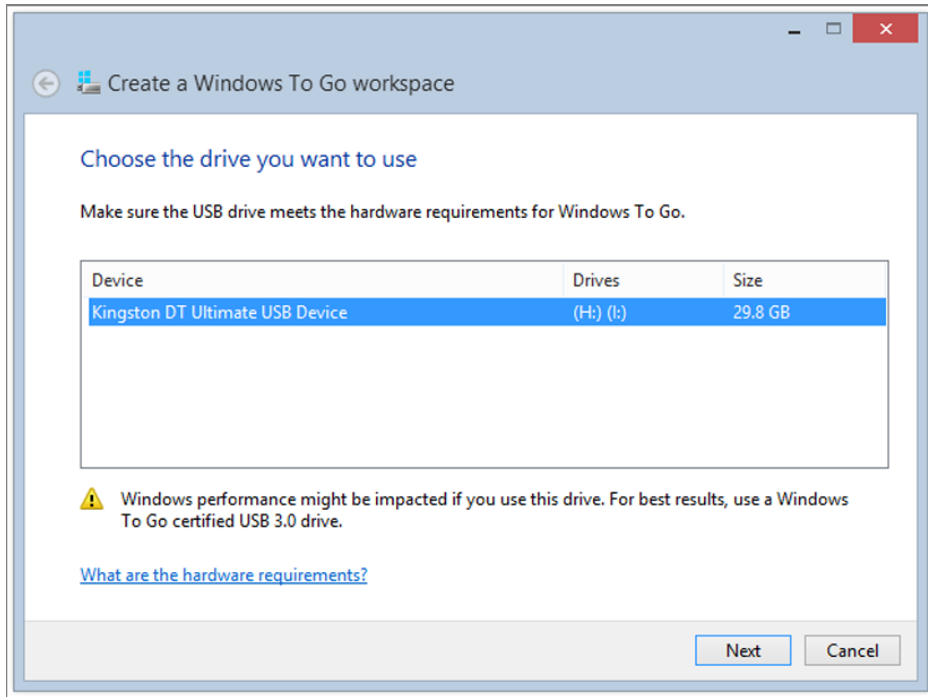 Create a Windows To Go workspace
Choose the drive you want to use
Make sure the USB drive meets the hardware requirements for Windows To Go.
Device Drives Size
Kingston DT Ultimate USB Device (H:) (I:) 29.8 GB
Windows performance might be impacted if you use this drive. For best results, use a Windows
To Go certified USB 3.0 drive.
What are the hardware requirements?
Next Cancel